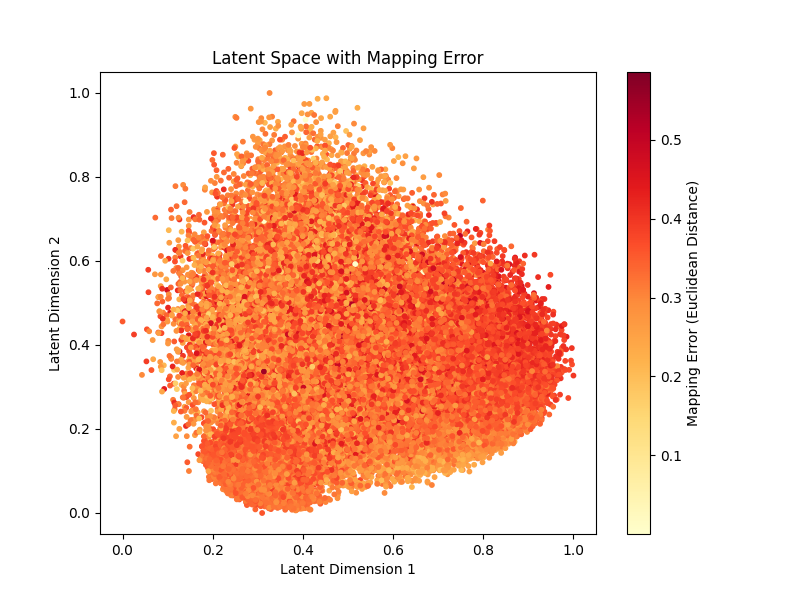 Latent Space with Mapping Error
Latent Dimension 2
1.0
0.8
0.6
0.4
0.2
0.0
0.0 0.2 0.4 0.6 0.8 1.0
Latent Dimension 1
0.5
0.4
0.3
0.2
0.1
Mapping Error (Euclidean Distance)